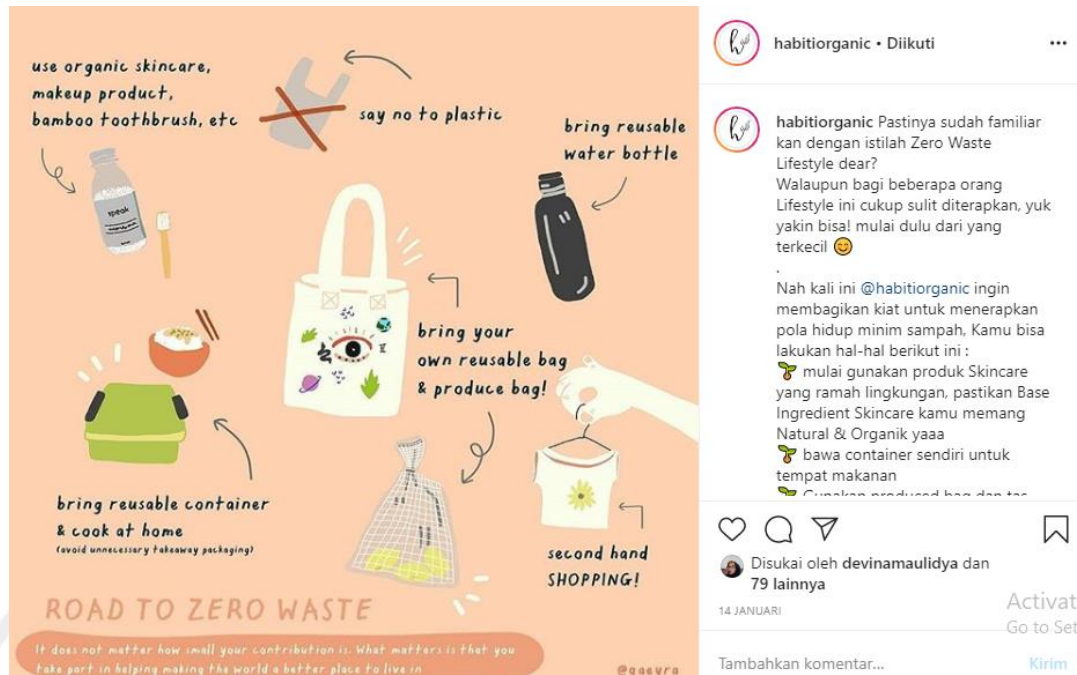 use organic skincare,
makeup product,
bamboo toothbrush, etc
say no to plastic
bring reusable
water bottle
speak
bring your
own reusable bag
& produce bag!
bring reusable container
& cook at home
(avoid unnecessary takeaway packaging)
second hand
SHOPPING!
ROAD TO ZERO WASTE
It does not matter how small your contribution is. What matters is that you
take part in helping making the world a better place to live in
habitiorganic • Diikuti
habitiorganic Pastinya sudah familiar
kan dengan istilah Zero Waste
Lifestyle dear?
Walaupun bagi beberapa orang
Lifestyle ini cukup sulit diterapkan, yuk
yakin bisa! mulai dulu dari yang
terkecil 😊
.
Nah kali ini @habitiorganic ingin
membagikan kiat untuk menerapkan
pola hidup minim sampah, Kamu bisa
lakukan hal-hal berikut ini :
🌱 mulai gunakan produk Skincare
yang ramah lingkungan, pastikan Base
Ingredient Skincare kamu memang
Natural & Organik yaaa
🌱 bawa container sendiri untuk
tempat makanan
🌱 Gunakan produced bag dan tas
Disukai oleh devinamaulidya dan
79 lainnya
14 JANUARI
Activat
Go to Set
Tambahkan komentar...
Kirim